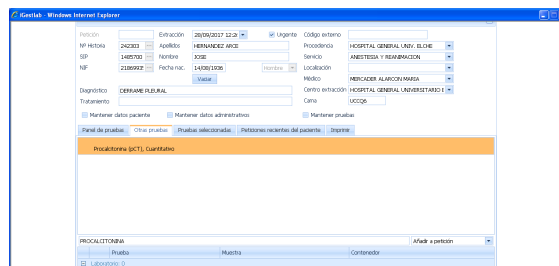 iGestlab - Windows Internet Explorer
Petición Extracción 20/09/2017 12:2 Urgente Código externo
Nº Historia 242303 Apellidos HERNANDEZ ARCE Procedencia HOSPITAL GENERAL UNIV. ELCHE
SIP 1485700 Nombre JOSE Servicio ANESTESIA Y REANIMACION
NIF 2186993 Fecha nac. 14/08/1936 Hombre Localización
Vaciar Médico MERCADER ALARCON MARIA
Diagnóstico DERRAME PLEURAL Centro extracción HOSPITAL GENERAL UNIVERSITARIO E
Tratamiento Cama UCCQ6
Mantener datos paciente Mantener datos administrativos Mantener pruebas
Panel de pruebas Otras pruebas Pruebas seleccionadas Peticiones recientes del paciente Imprimir
Procalcitonina (pCT), Cuantitativo
PROCALCITONINA Añadir a petición
Prueba Muestra Contenedor
Laboratorio: 0